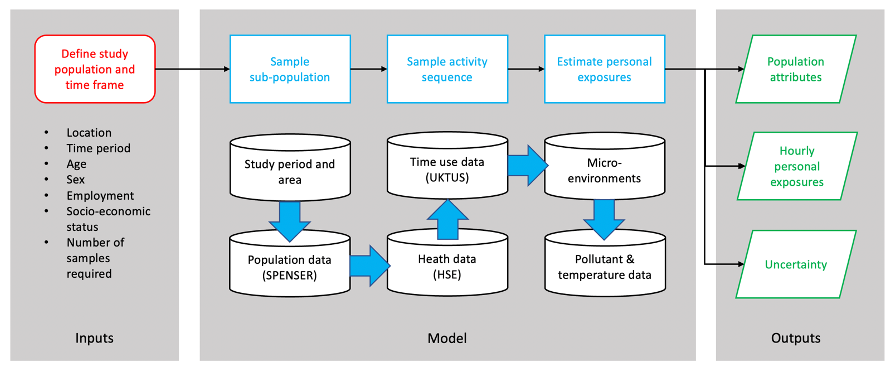 Define study
population and
time frame
• Location
• Time period
• Age
• Sex
• Employment
• Socio-economic
status
• Number of
samples
required
Inputs
Sample
sub-population
Sample activity
sequence
Estimate personal
exposures
Study period and
area
Time use data
(UKTUS)
Micro-
environments
Population data
(SPENSER)
Heath data
(HSE)
Pollutant &
temperature data
Model
Population
attributes
Hourly
personal
exposures
Uncertainty
Outputs